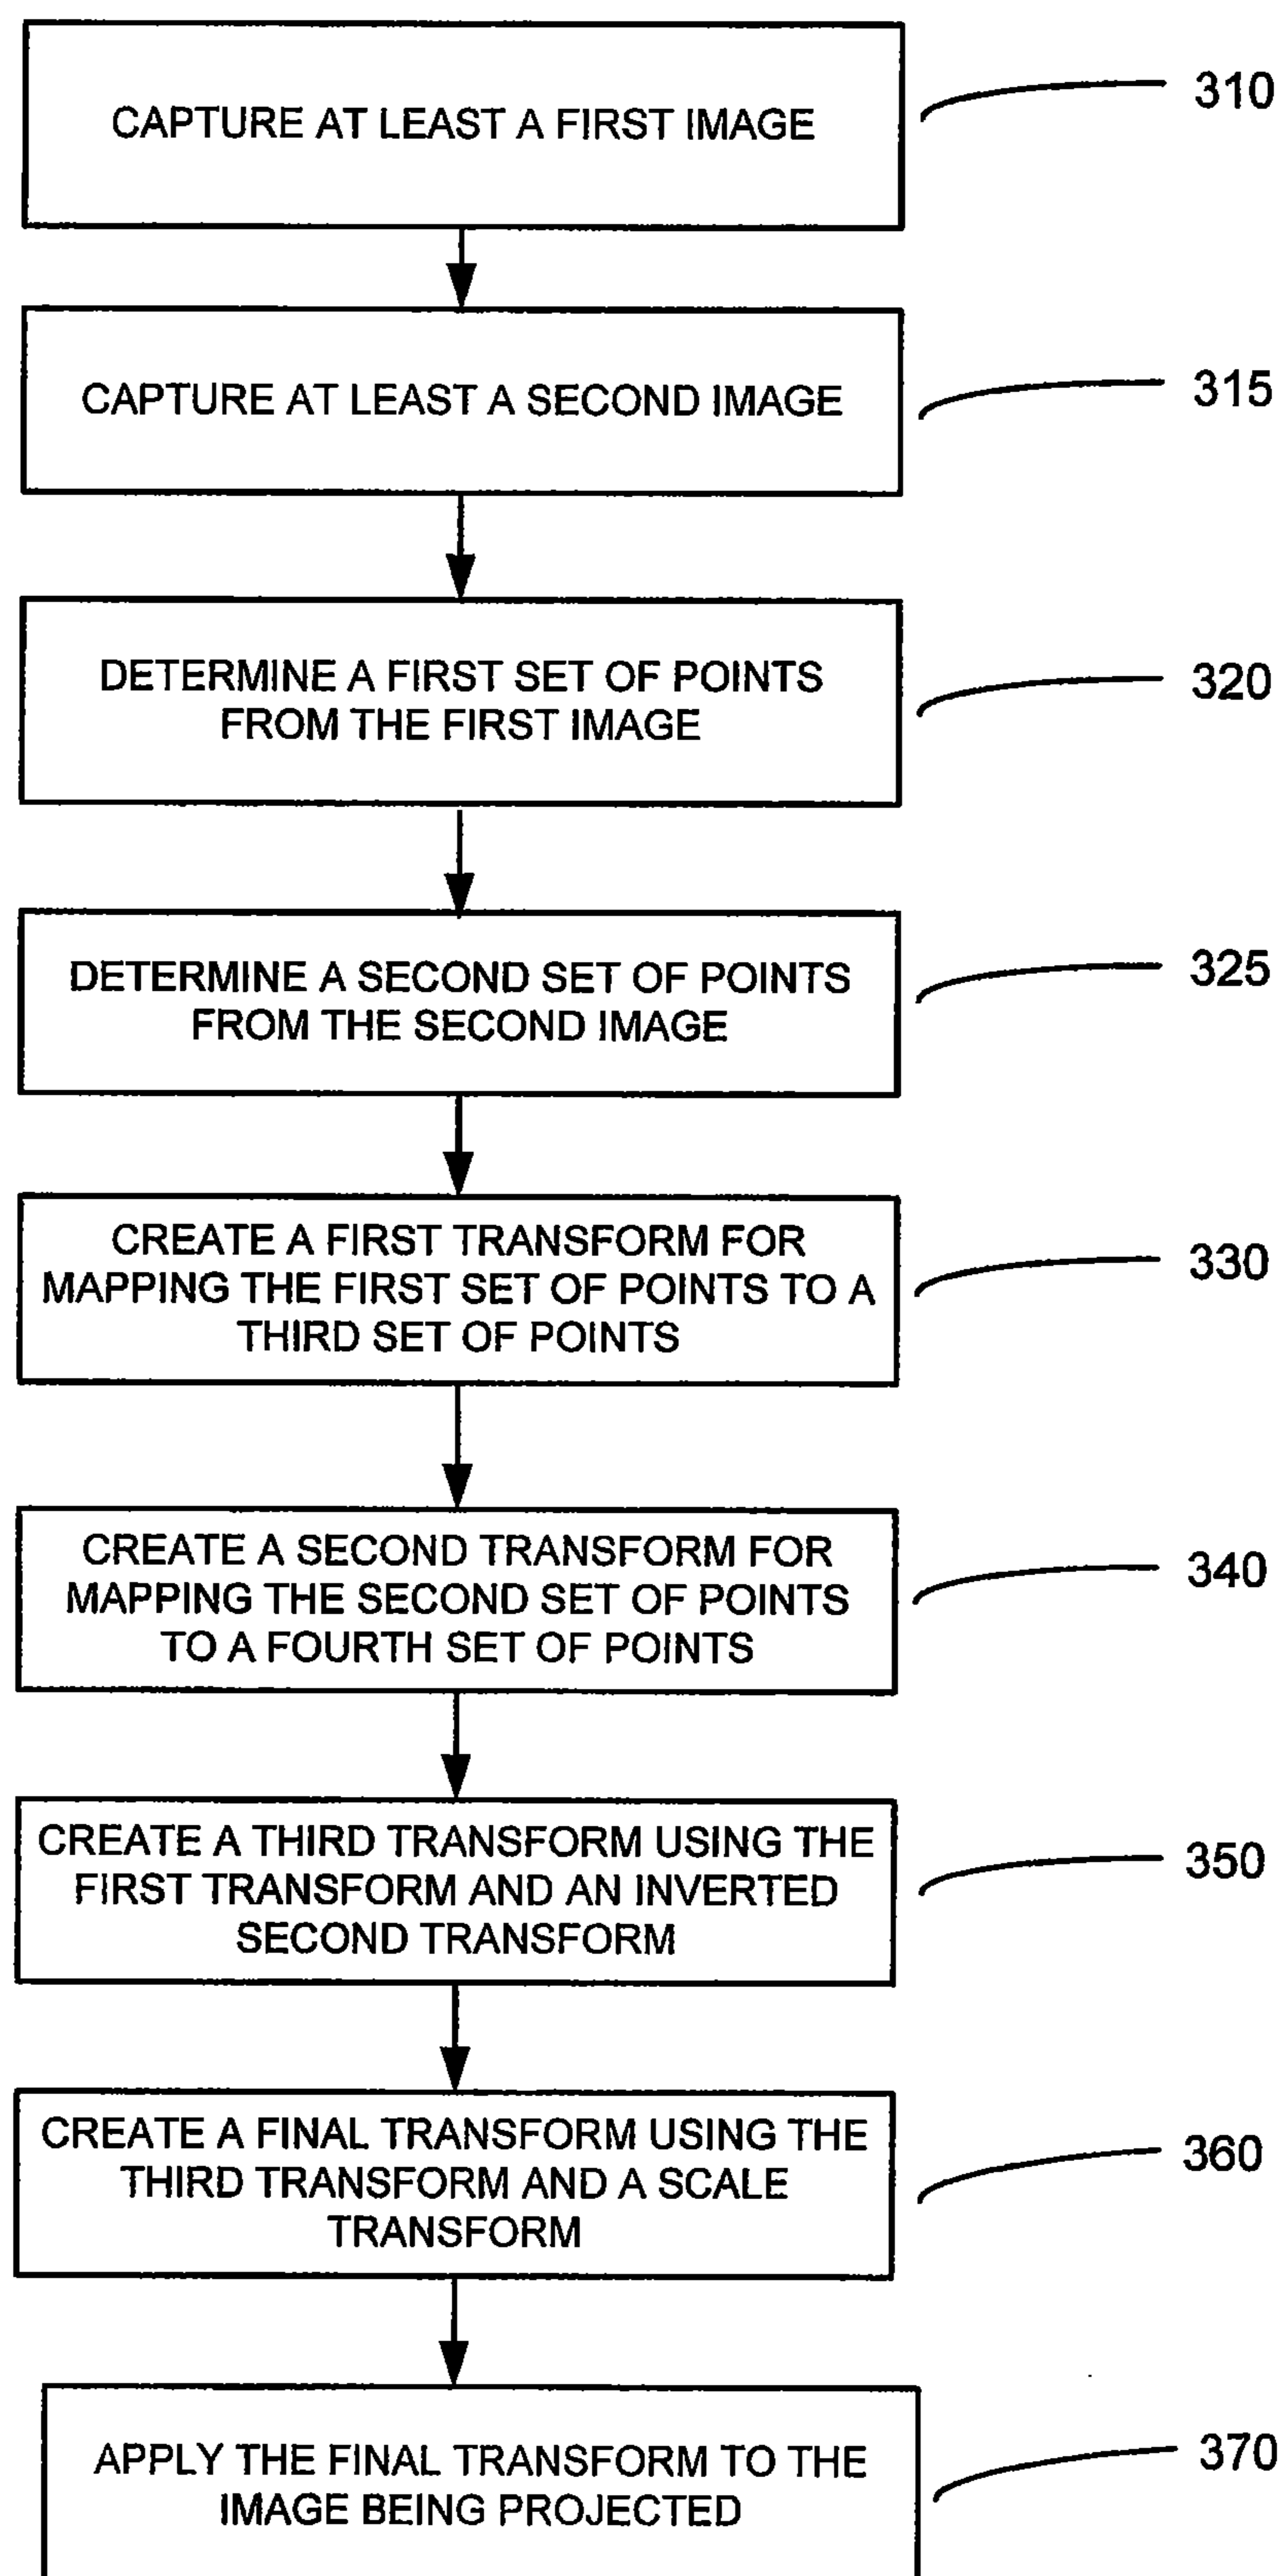 CAPTURE AT LEAST A FIRST IMAGE
310
CAPTURE AT LEAST A SECOND IMAGE
315
DETERMINE A FIRST SET OF POINTS
FROM THE FIRST IMAGE
320
DETERMINE A SECOND SET OF POINTS
FROM THE SECOND IMAGE
325
CREATE A FIRST TRANSFORM FOR
MAPPING THE FIRST SET OF POINTS TO A
THIRD SET OF POINTS
330
CREATE A SECOND TRANSFORM FOR
MAPPING THE SECOND SET OF POINTS
TO A FOURTH SET OF POINTS
340
CREATE A THIRD TRANSFORM USING THE
FIRST TRANSFORM AND AN INVERTED
SECOND TRANSFORM
350
CREATE A FINAL TRANSFORM USING THE
THIRD TRANSFORM AND A SCALE
TRANSFORM
360
APPLY THE FINAL TRANSFORM TO THE
IMAGE BEING PROJECTED
370